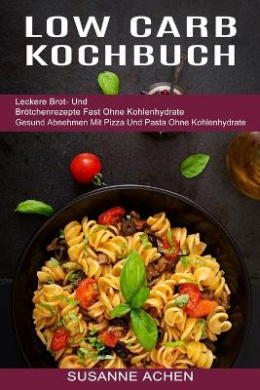 LOW CARB
KOCHBUCH
Leckere Brot- Und
Brötchenrezepte Fast Ohne Kohlenhydrate
Gesund Abnehmen Mit Pizza Und Pasta Ohne Kohlenhydrate
SUSANNE ACHEN